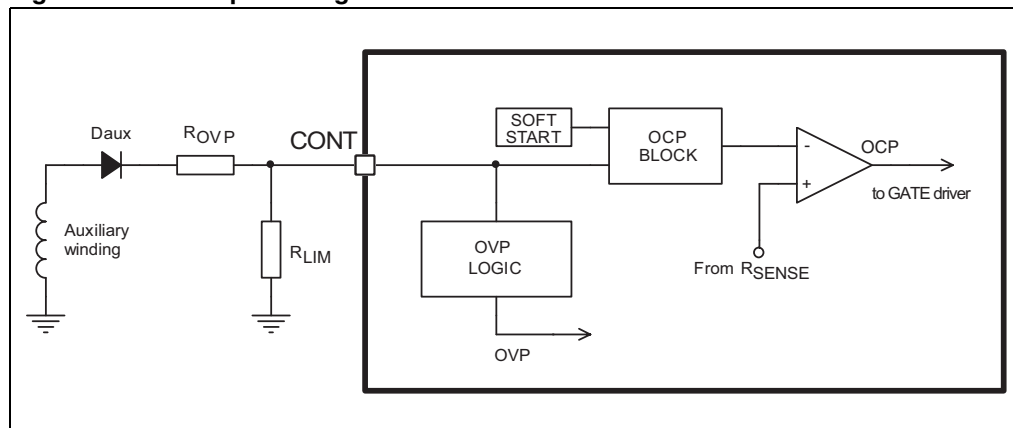 Daux
ROVP
CONT
SOFT
START
OCP
BLOCK
-
+
OCP
to GATE driver
Auxiliary
winding
RLIM
OVP
LOGIC
From RSENSE
OVP